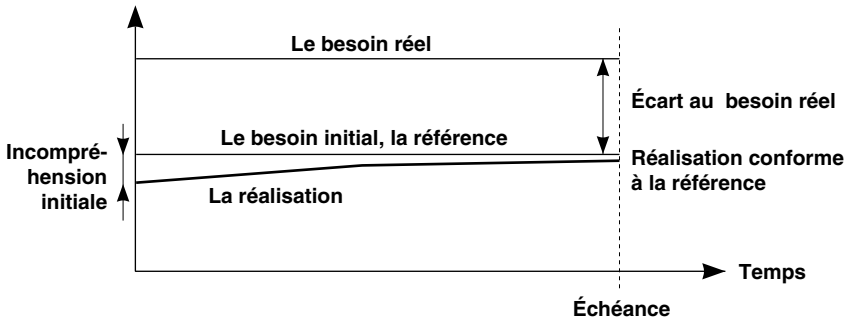 Le besoin réel
Écart au besoin réel
Le besoin initial, la référence
Incompré-
hension
initiale
Réalisation conforme
à la référence
La réalisation
Temps
Échéance